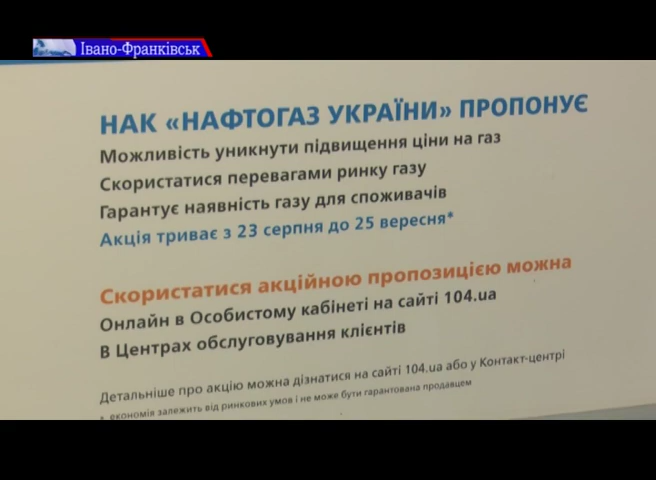 Івано-Франківськ
НАК «НАФТОГАЗ УКРАЇНИ» ПРОПОНУЄ
Можливість уникнути підвищення ціни на газ
Скористатися перевагами ринку газу
Гарантує наявність газу для споживачів
Акція триває з 23 серпня до 25 вересня*
Скористатися акційною пропозицією можна
Онлайн в Особистому кабінеті на сайті 104.ua
В Центрах обслуговування клієнтів
Детальніше про акцію можна дізнатися на сайті 104.ua або у Контакт-центрі
* економія залежить від ринкових умов і не може бути гарантована продавцем